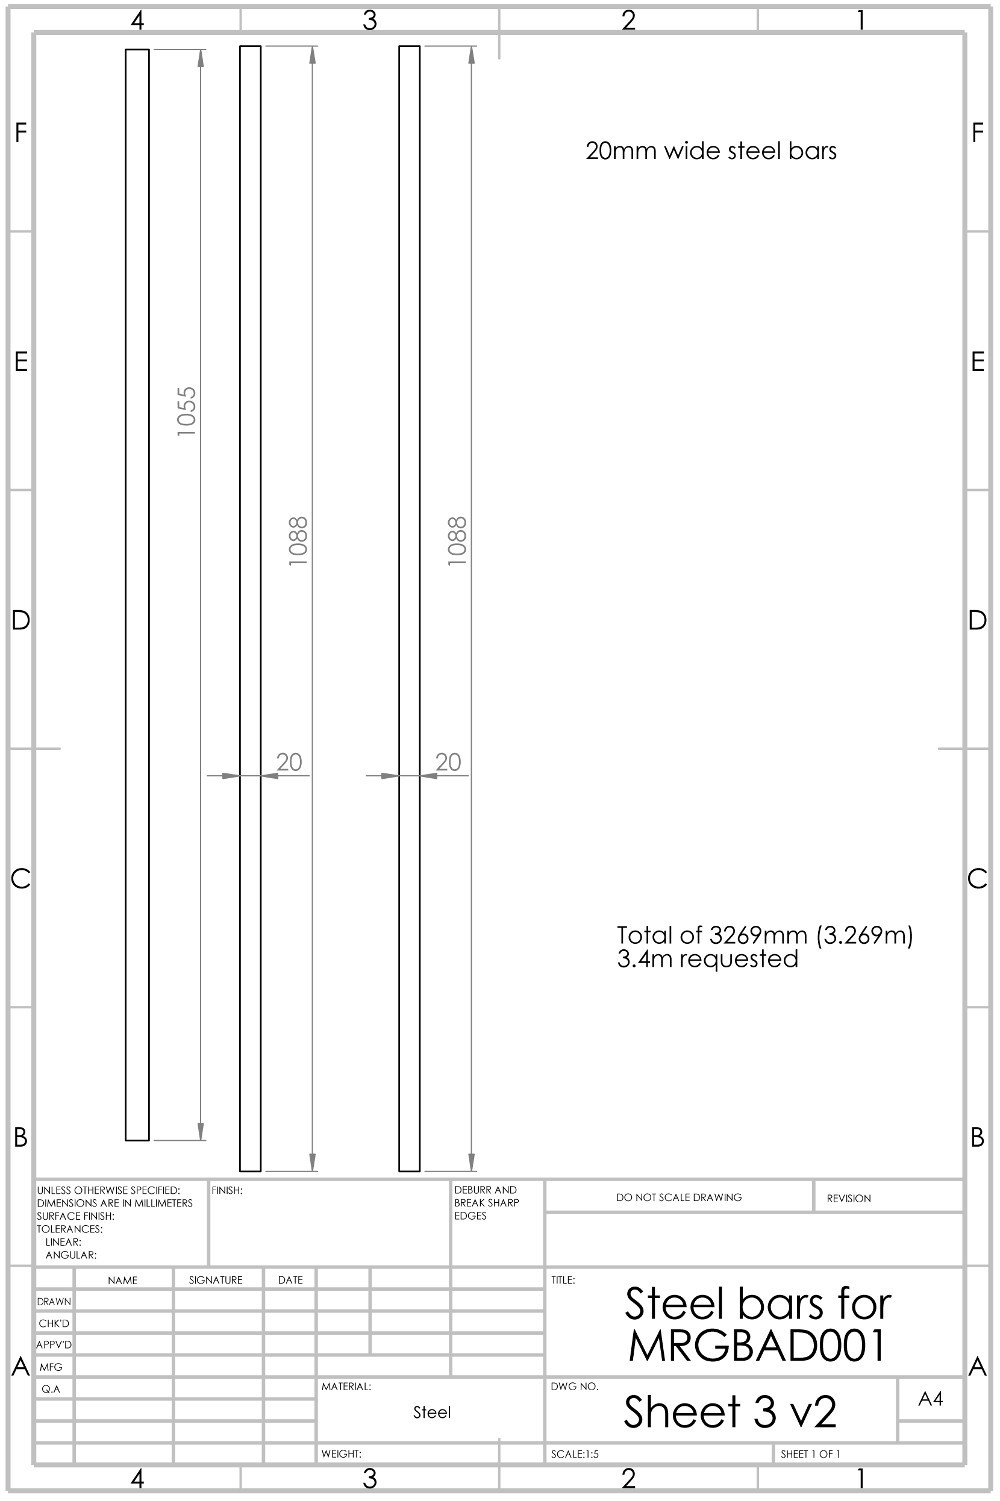 4 3 2 1
F F
20mm wide steel bars
E E
1055
1088
1088
D D
20
20
C C
Total of 3269mm (3.269m)
3.4m requested
B B
UNLESS OTHERWISE SPECIFIED:
DIMENSIONS ARE IN MILLIMETERS
SURFACE FINISH:
TOLERANCES:
LINEAR:
ANGULAR:
FINISH:
DEBURR AND
BREAK SHARP
EDGES
DO NOT SCALE DRAWING
REVISION
NAME
SIGNATURE
DATE
DRAWN
CHK'D
APPV'D
MFG
Q.A
A A
TITLE:
Steel bars for
MRGBAD001
MATERIAL:
Steel
DWG NO.
Sheet 3 v2
A4
WEIGHT:
SCALE:1:5
SHEET 1 OF 1
4 3 2 1